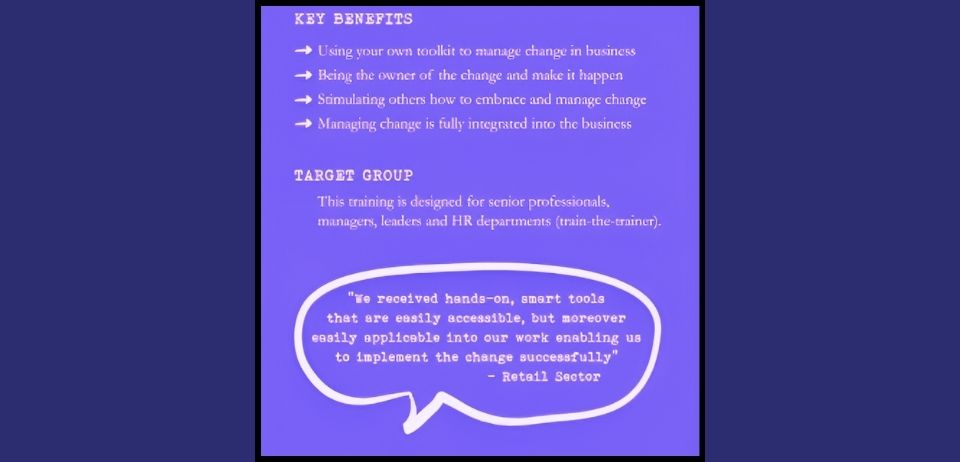 KEY BENEFITS
Using your own toolkit to manage change in business
Being the owner of the change and make it happen
Stimulating others how to embrace and manage change
Managing change is fully integrated into the business
TARGET GROUP
This training is designed for senior professionals,
managers, leaders and HR departments (train-the-trainer).
"We received hands-on, smart tools
that are easily accessible, but moreover
easily applicable into our work enabling us
to implement the change successfully"
- Retail Sector